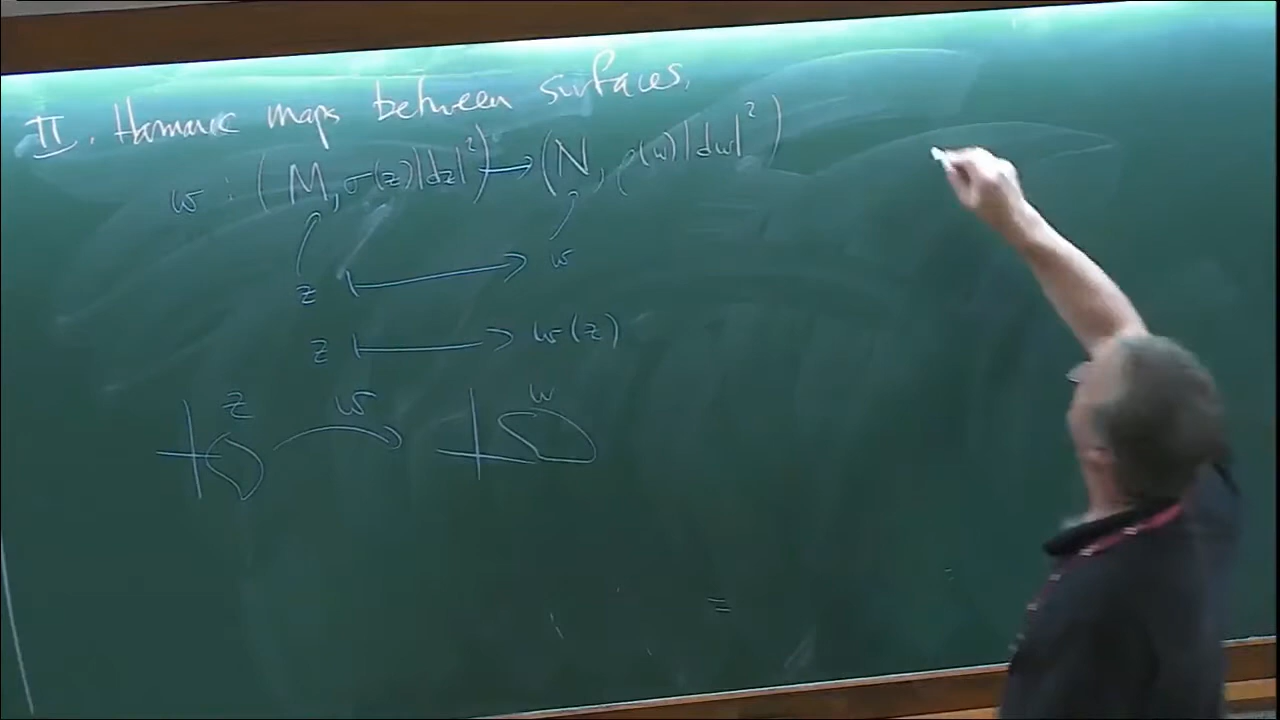 II. Harmonic maps between surfaces.
w : (M, σ(z)|dz|²) → (N, ρ(w)|dw|²)
z ↦ w
z ↦ w(z)
z w w
=